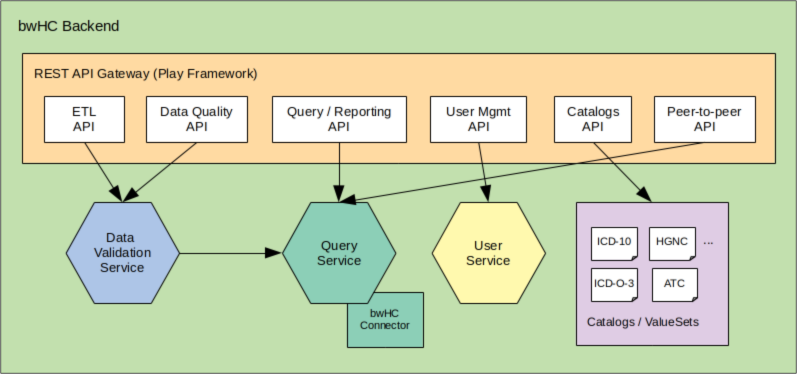 bwHC Backend
REST API Gateway (Play Framework)
ETL
API
Data Quality
API
Query / Reporting
API
User Mgmt
API
Catalogs
API
Peer-to-peer
API
Data
Validation
Service
Query
Service
User
Service
bwHC
Connector
ICD-10
HGNC
...
ICD-O-3
ATC
Catalogs / ValueSets